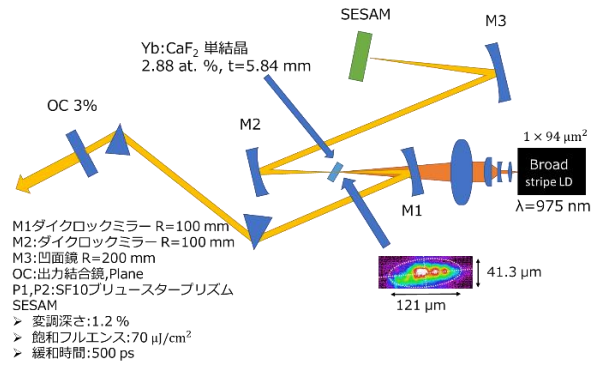 SESAM
M3
Yb:CaF₂ 単結晶
2.88 at. %, t=5.84 mm
OC 3%
M2
1 × 94 μm²
Broad
stripe LD
M1
λ=975 nm
M1ダイクロックミラー R=100 mm
M2:ダイクロックミラー R=100 mm
M3:凹面鏡 R=200 mm
OC:出力結合鏡,Plane
P1,P2:SF10ブリュースタープリズム
SESAM
➢ 変調深さ:1.2 %
➢ 飽和フルエンス:70 μJ/cm²
➢ 緩和時間:500 ps
41.3 μm
121 μm